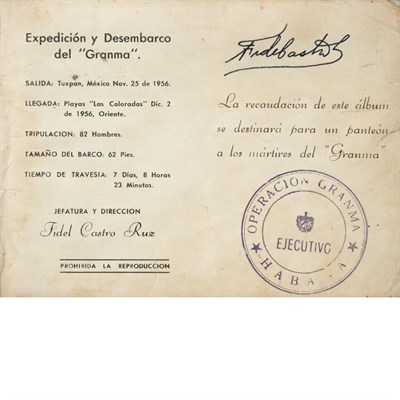 Expedición y Desembarco
del "Granma".
SALIDA: Tuxpan, México Nov. 25 de 1956.
LLEGADA: Playas "Las Coloradas" Dic. 2
de 1956, Oriente.
TRIPULACION: 82 Hombres.
TAMAÑO DEL BARCO: 62 Pies.
TIEMPO DE TRAVESIA: 7 Días, 8 Horas
23 Minutos.
JEFATURA Y DIRECCION
Fidel Castro Ruz
PROHIBIDA LA REPRODUCCION
Fidel Castro
La recaudación de este álbum
se destinará para un panteón
a los mártires del "Granma"
OPERACION GRANMA
EJECUTIVO
HABANA